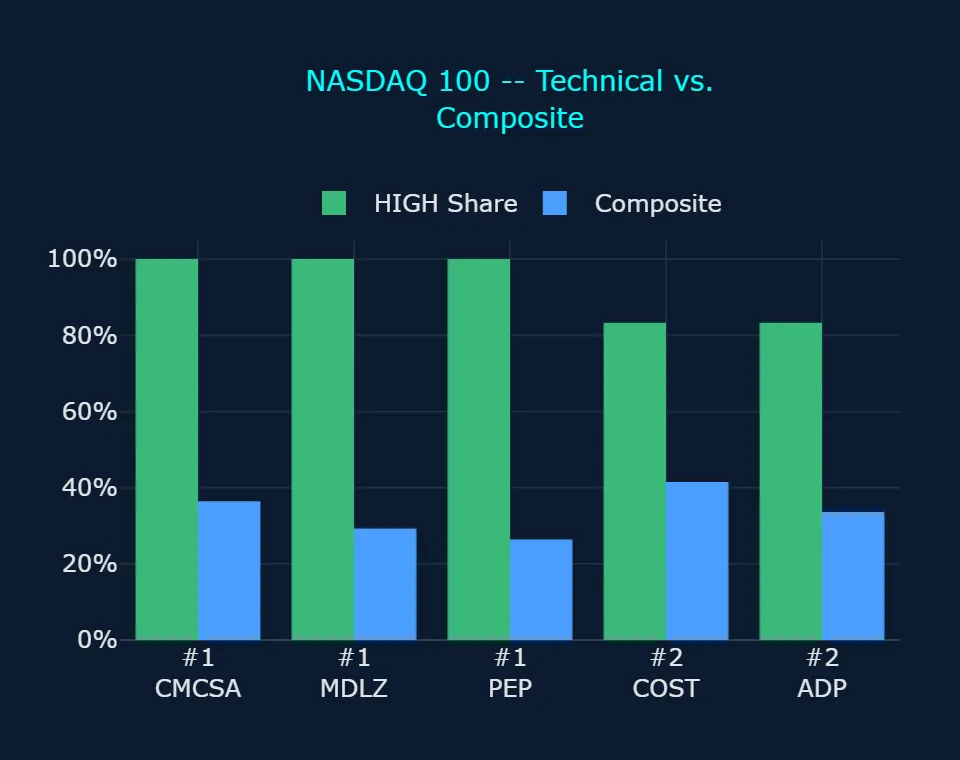 NASDAQ 100 -- Technical vs.
Composite
HIGH Share
Composite
100%
80%
60%
40%
20%
0%
#1 #1 #1 #2 #2
CMCSA MDLZ PEP COST ADP